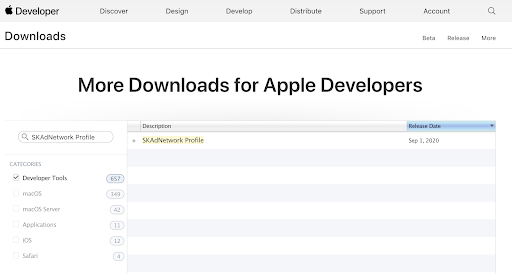 Developer Discover Design Develop Distribute Support Account
Downloads Beta Release More
More Downloads for Apple Developers
SKAdNetwork Profile
Description Release Date
SKAdNetwork Profile Sep 1, 2020
CATEGORIES
Developer Tools 657
macOS 349
macOS Server 42
Applications 11
iOS 12
Safari 4